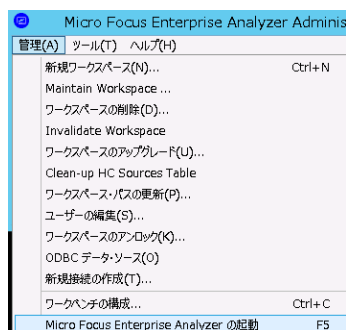 Micro Focus Enterprise Analyzer Adminis
管理(A) ツール(T) ヘルプ(H)
新規ワークスペース(N)... Ctrl+N
Maintain Workspace ...
ワークスペースの削除(D)...
Invalidate Workspace
ワークスペースのアップグレード(U)...
Clean-up HC Sources Table
ワークスペース・パスの更新(P)...
ユーザーの編集(S)...
ワークスペースのアンロック(K)...
ODBC データ・ソース(O)
新規接続の作成(T)...
ワークベンチの構成... Ctrl+C
Micro Focus Enterprise Analyzer の起動 F5